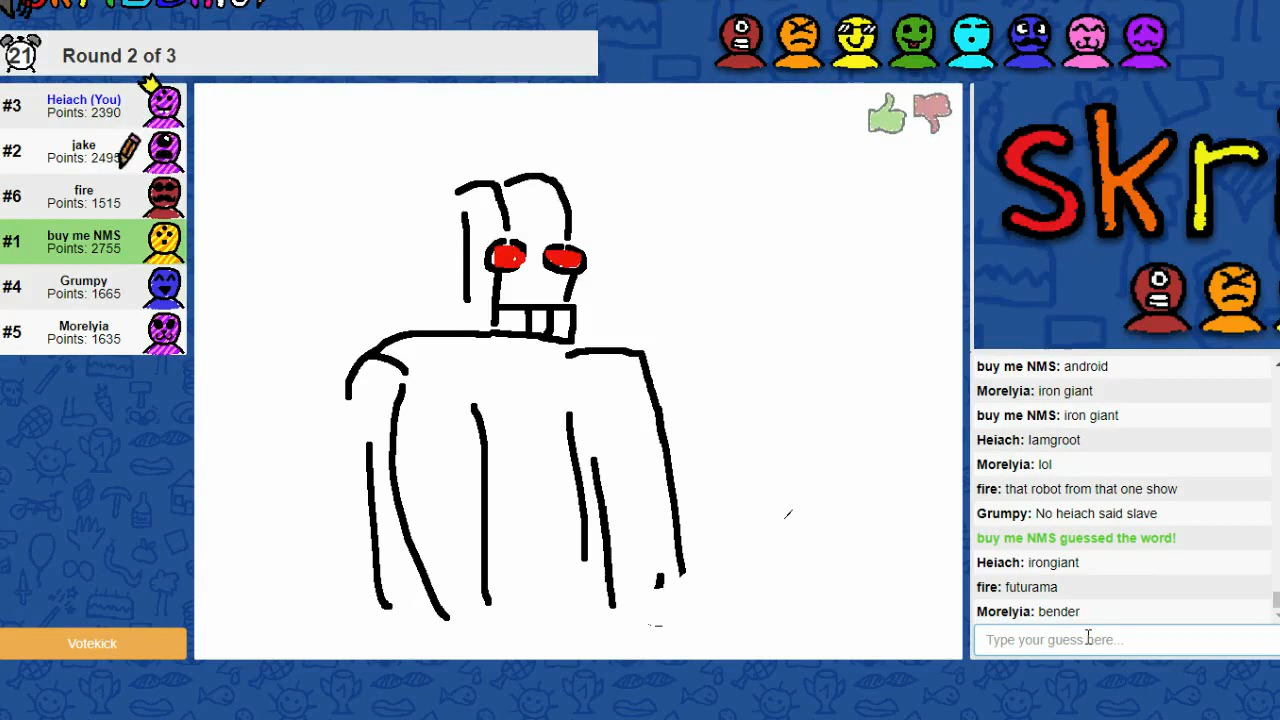 21
Round 2 of 3
#3 Heiach (You)
Points: 2390
#2 jake
Points: 2495
#6 fire
Points: 1515
#1 buy me NMS
Points: 2755
#4 Grumpy
Points: 1665
#5 Morelyia
Points: 1635
Votekick
skr
buy me NMS: android
Morelyia: iron giant
buy me NMS: iron giant
Heiach: Iamgroot
Morelyia: lol
fire: that robot from that one show
Grumpy: No heiach said slave
buy me NMS guessed the word!
Heiach: irongiant
fire: futurama
Morelyia: bender
Type your guess here...